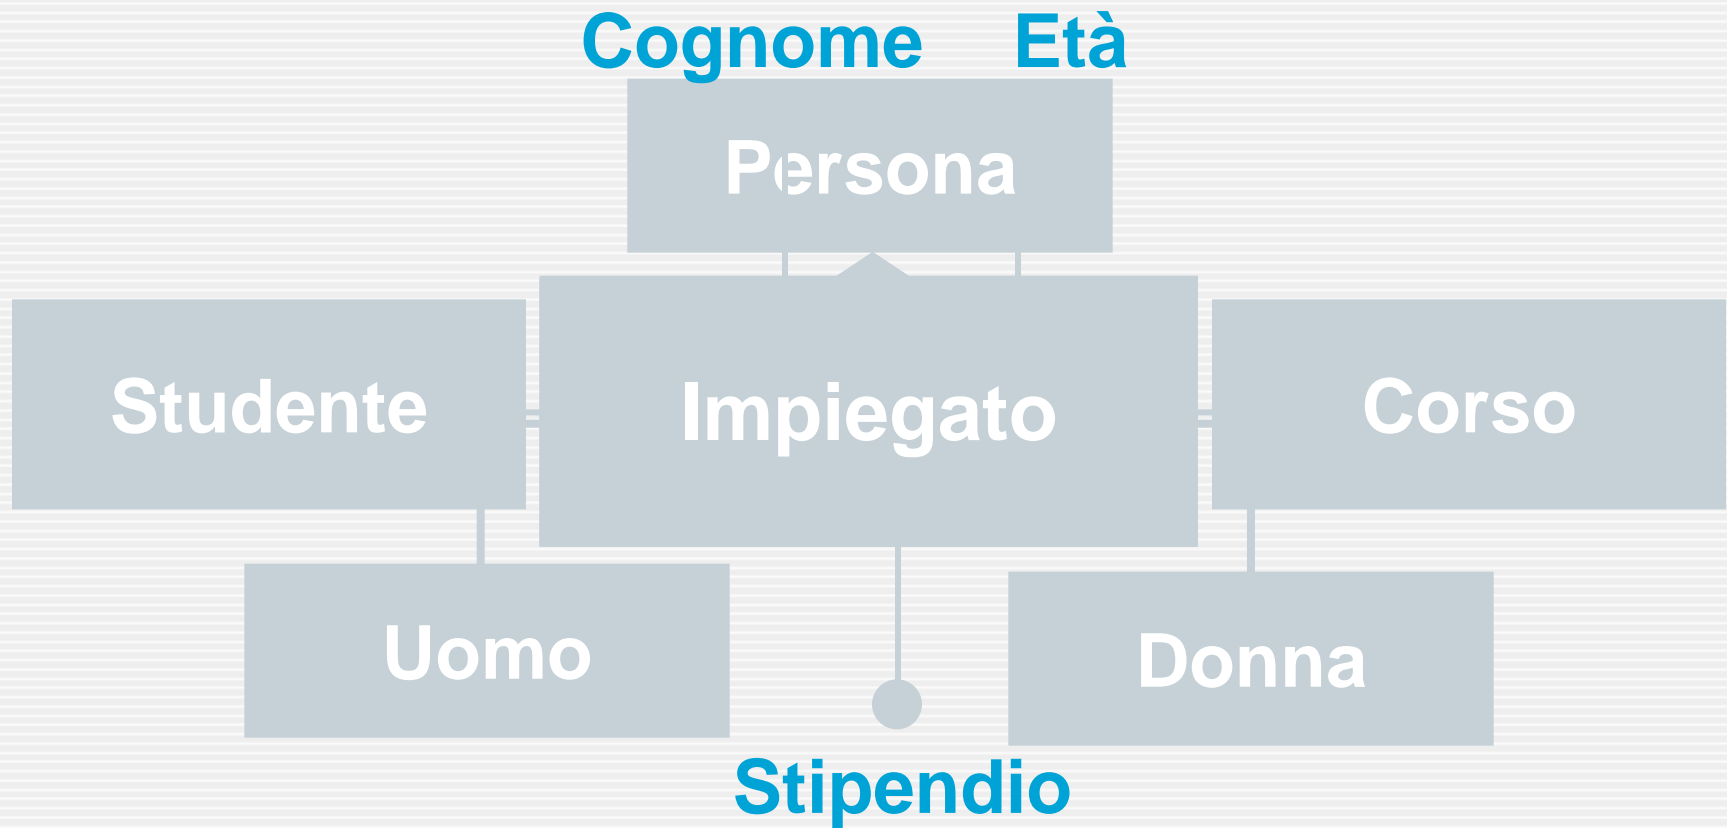 Cognome Età
Persona
Studente Impiegato Corso
Uomo Donna
Stipendio